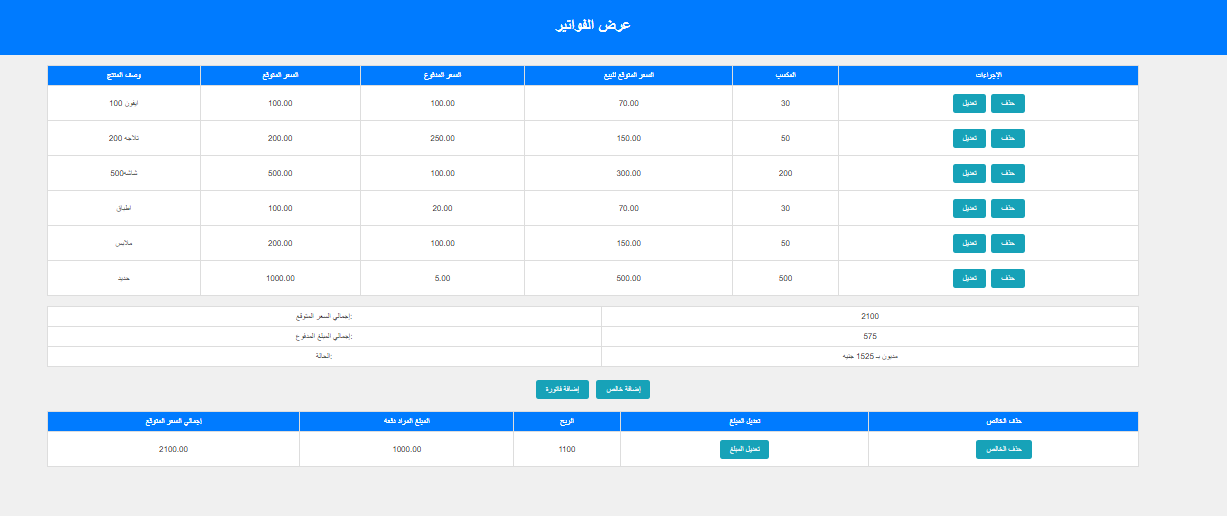 عرض الفواتير
وصف المنتج السعر المتوقع السعر المدفوع السعر المتوقع للبيع المكسب الإجراءات
ايفون 100 100.00 100.00 70.00 30 تعديل حذف
تلاجه 200 200.00 250.00 150.00 50 تعديل حذف
شاشه500 500.00 100.00 300.00 200 تعديل حذف
اطباق 100.00 20.00 70.00 30 تعديل حذف
ملابس 200.00 100.00 150.00 50 تعديل حذف
حديد 1000.00 5.00 500.00 500 تعديل حذف
إجمالي السعر المتوقع: 2100
إجمالي المبلغ المدفوع: 575
الحالة: مديون بـ 1525 جنيه
إضافة فاتورة إضافة خالص
إجمالي السعر المتوقع المبلغ المراد دفعه الربح تعديل المبلغ حذف الخالص
2100.00 1000.00 1100 تعديل المبلغ حذف الخالص